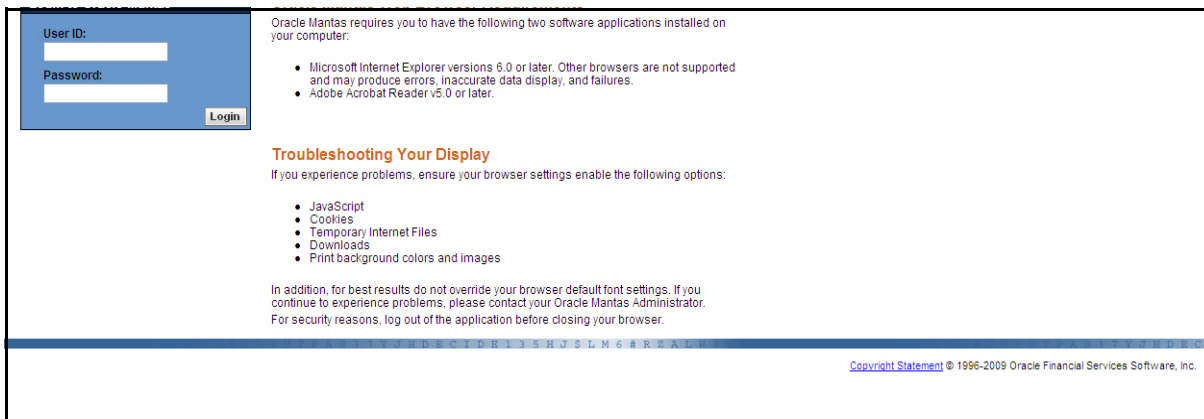 User ID:
Password:
Login
Oracle Mantas requires you to have the following two software applications installed on
your computer:
• Microsoft Internet Explorer versions 6.0 or later. Other browsers are not supported
and may produce errors, inaccurate data display, and failures.
• Adobe Acrobat Reader v5.0 or later.
Troubleshooting Your Display
If you experience problems, ensure your browser settings enable the following options:
• JavaScript
• Cookies
• Temporary Internet Files
• Downloads
• Print background colors and images
In addition, for best results do not override your browser default font settings. If you
continue to experience problems, please contact your Oracle Mantas Administrator.
For security reasons, log out of the application before closing your browser.
Copyright Statement © 1996-2009 Oracle Financial Services Software, Inc.